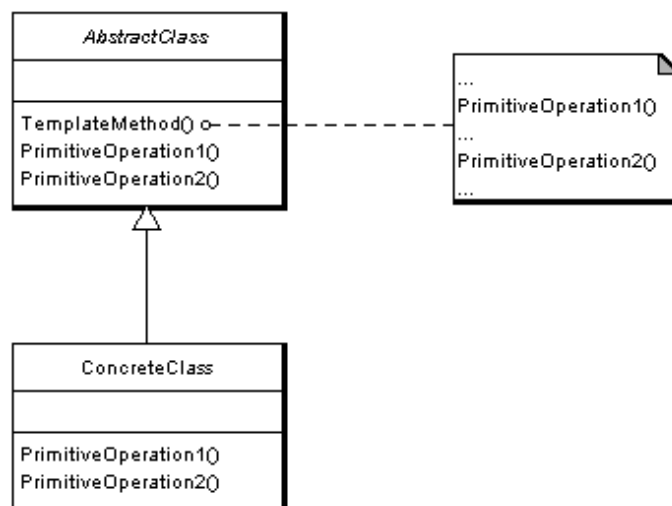 AbstractClass
TemplateMethod()
PrimitiveOperation1()
PrimitiveOperation2()
...
PrimitiveOperation1()
...
PrimitiveOperation2()
...
ConcreteClass
PrimitiveOperation1()
PrimitiveOperation2()